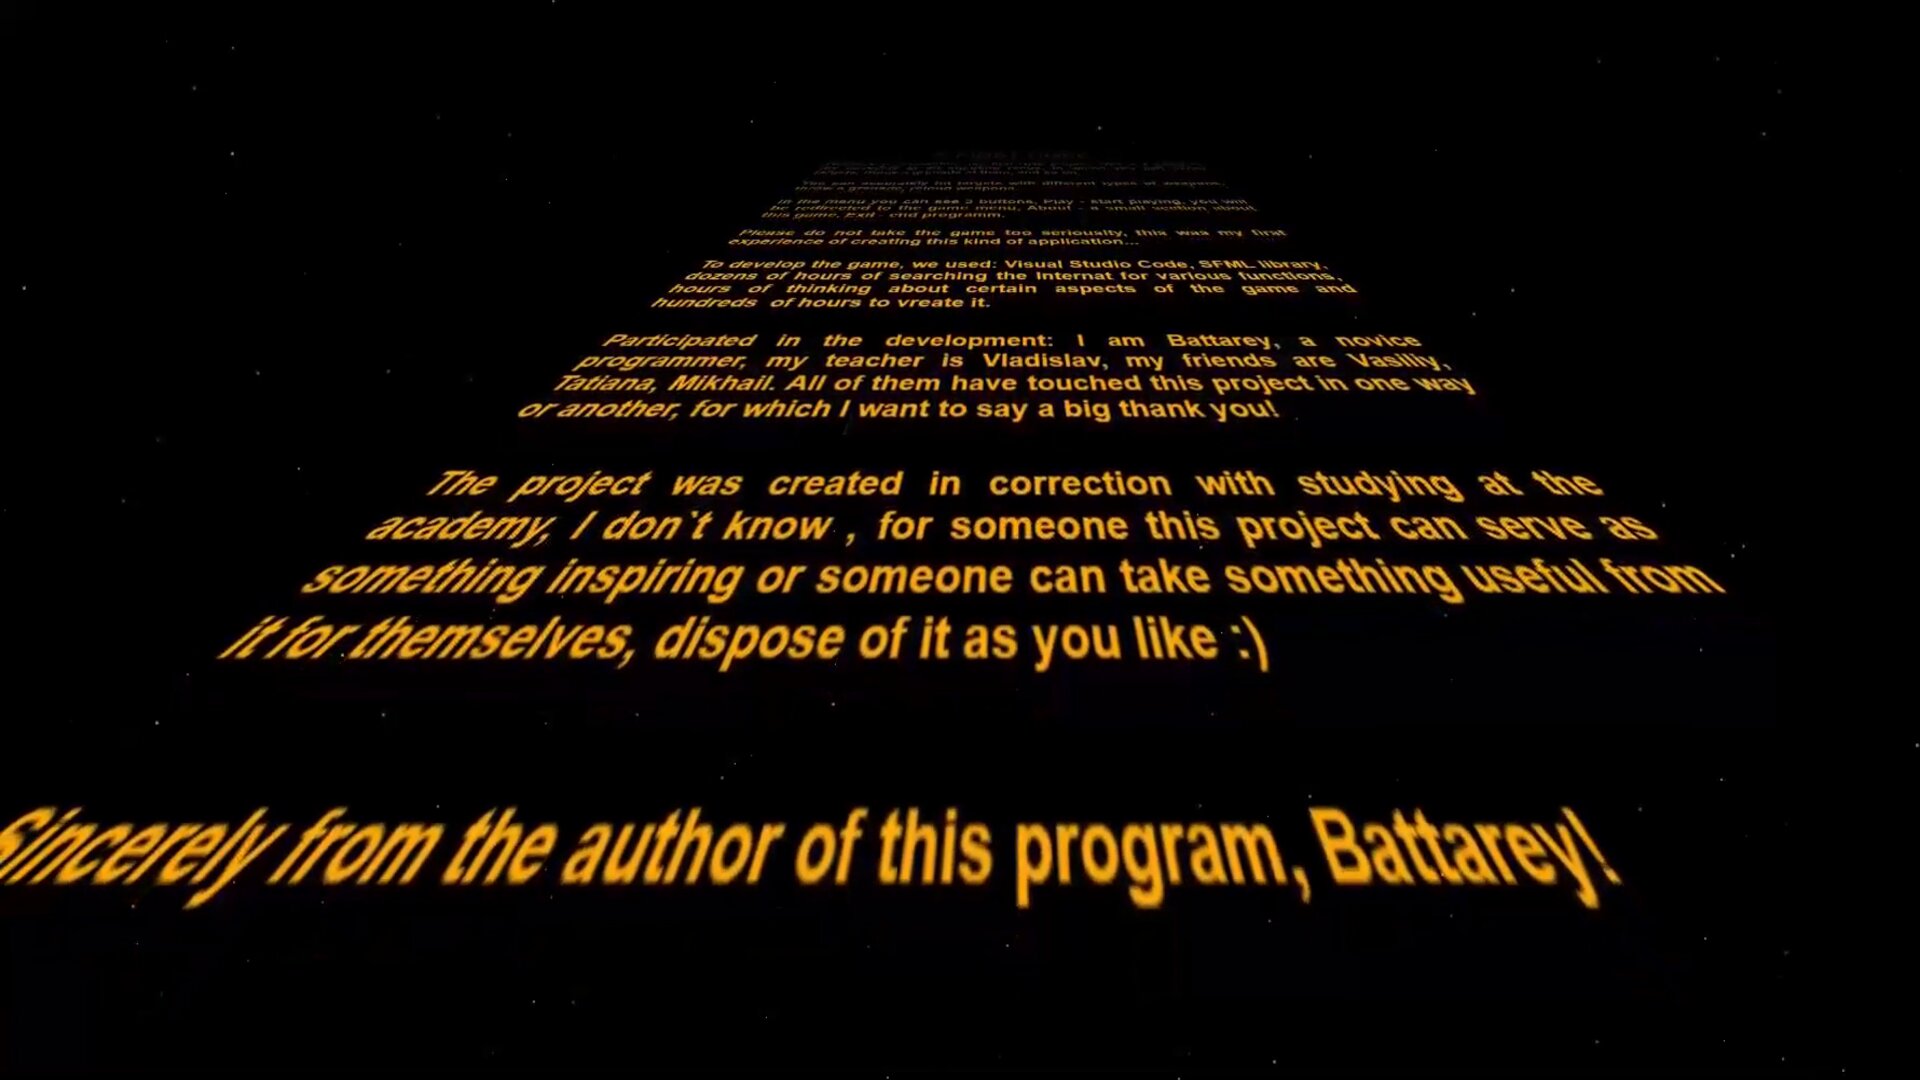 You can accurately hit targets with different types of weapons,
throw a grenade, reload weapons.
In the menu you can see 3 buttons, Play - start playing, you will
be redirected to the game menu, About - a small section about
this game, Exit - end programm.
Please do not take the game too seriously, this was my first
experience of creating this kind of application...
To develop the game, we used: Visual Studio Code, SFML library,
dozens of hours of searching the Internat for various functions,
hours of thinking about certain aspects of the game and
hundreds of hours to vreate it.
Participated in the development: I am Battarey, a novice
programmer, my teacher is Vladislav, my friends are Vasiliy,
Tatiana, Mikhail. All of them have touched this project in one way
or another, for which I want to say a big thank you!
The project was created in correction with studying at the
academy, I don`t know , for someone this project can serve as
something inspiring or someone can take something useful from
it for themselves, dispose of it as you like :)
Sincerely from the author of this program, Battarey!